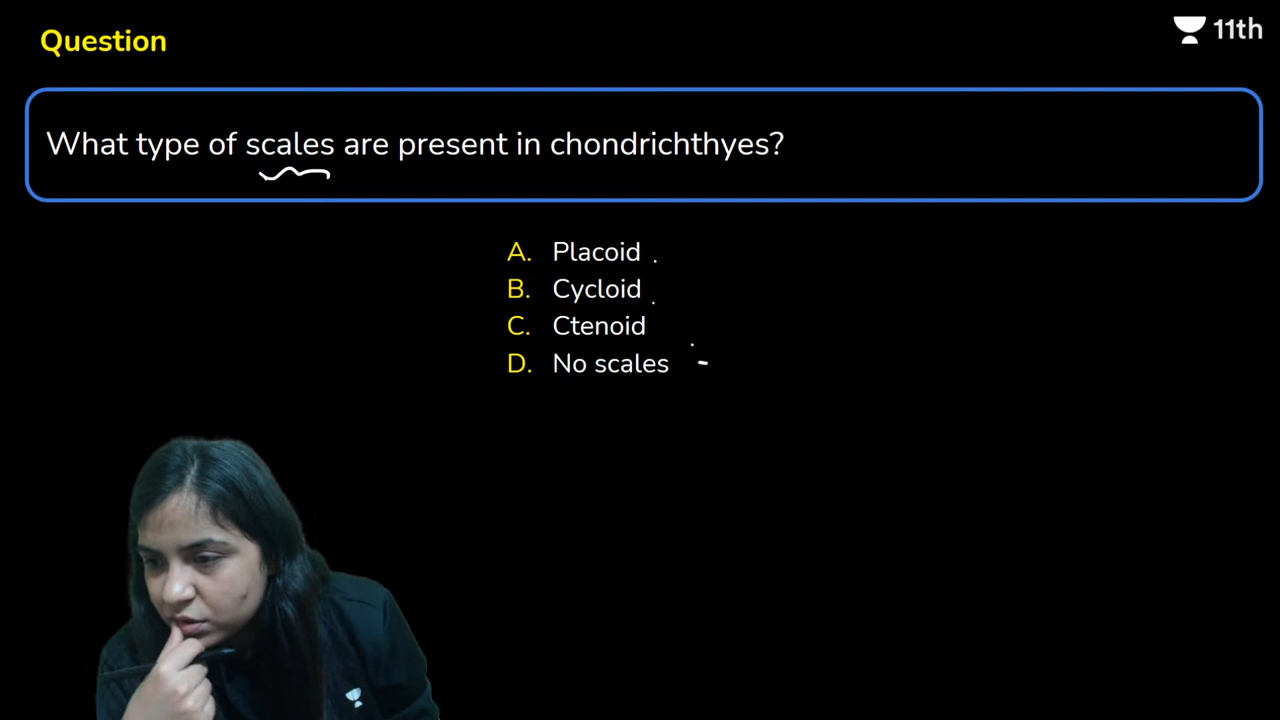 Question
11th
What type of scales are present in chondrichthyes?
A. Placoid
B. Cycloid
C. Ctenoid
D. No scales